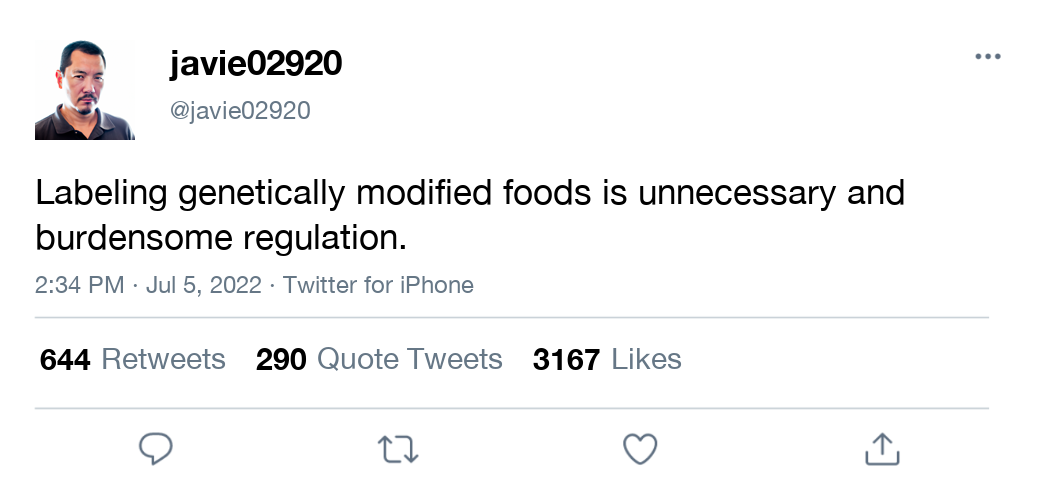 javie02920
@javie02920
Labeling genetically modified foods is unnecessary and
burdensome regulation.
2:34 PM · Jul 5, 2022 · Twitter for iPhone
644 Retweets 290 Quote Tweets 3167 Likes